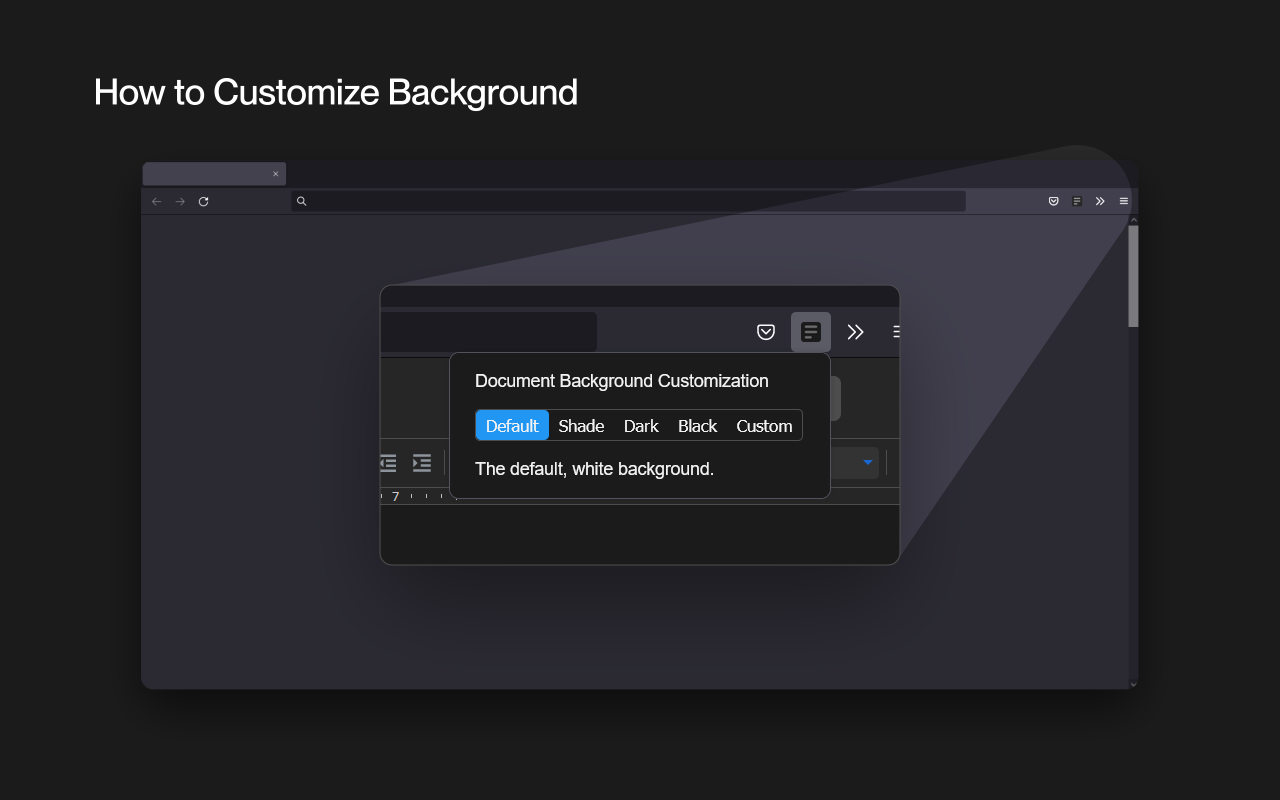 How to Customize Background
Document Background Customization
Default Shade Dark Black Custom
The default, white background.
7